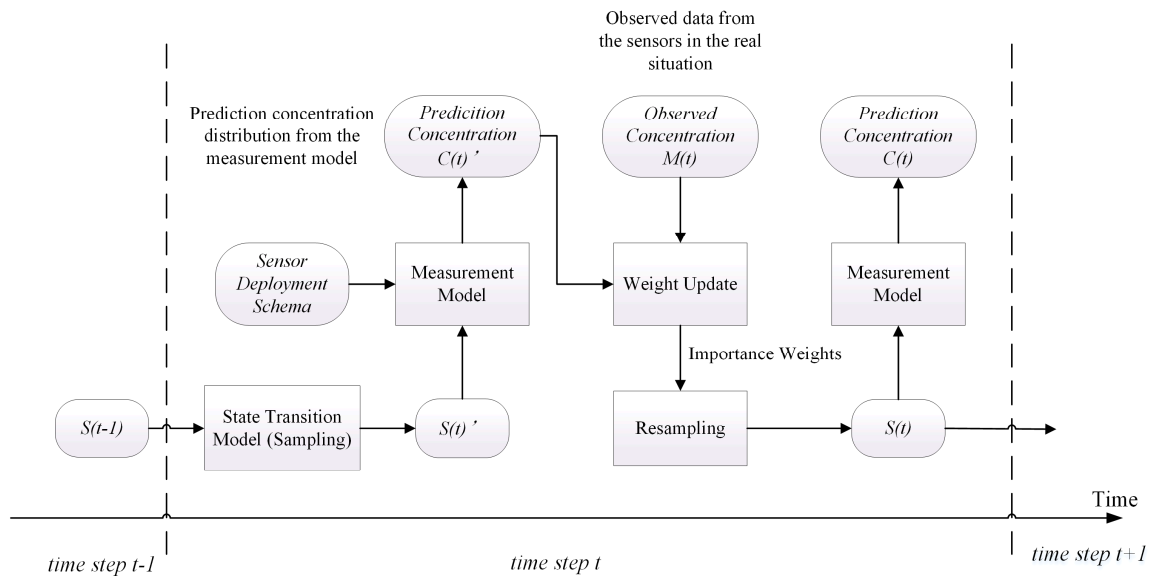 Observed data from
the sensors in the real
situation
Prediction concentration
distribution from the
measurement model
Predicition
Concentration
C(t)’
Observed
Concentration
M(t)
Prediction
Concentration
C(t)
Sensor
Deployment
Schema
Measurement
Model
Weight Update
Measurement
Model
Importance Weights
S(t-1)
State Transition
Model (Sampling)
S(t)’
Resampling
S(t)
Time
time step t-1
time step t
time step t+1